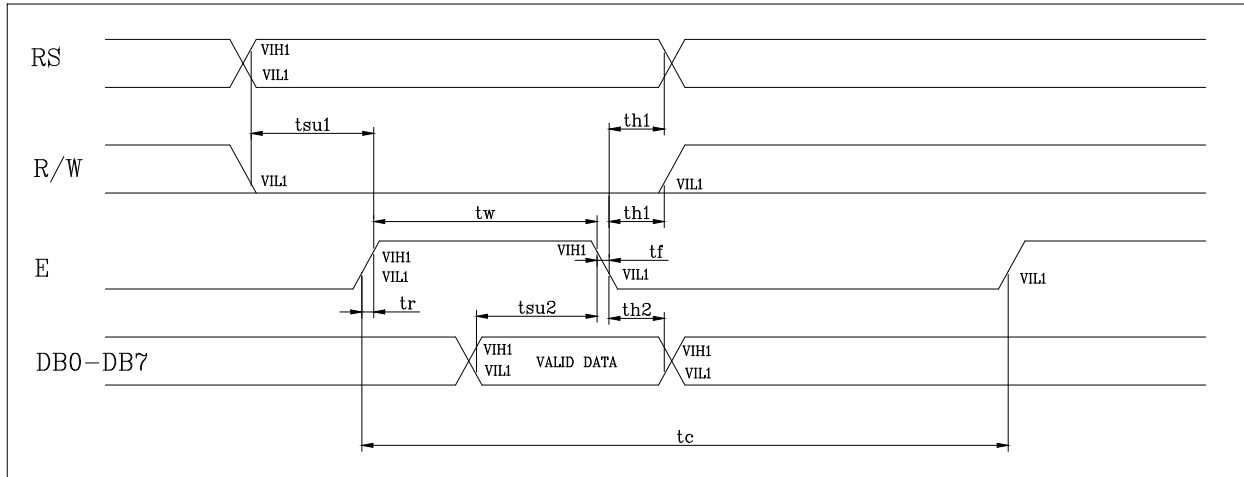 RS VIH1
VIL1
tsu1 th1
R/W VIL1 VIL1
tw th1
E VIH1 VIH1 tf
VIL1 VIL1 VIL1
tr tsu2 th2
DB0-DB7 VIH1 VALID DATA VIH1
VIL1 VIL1
tc